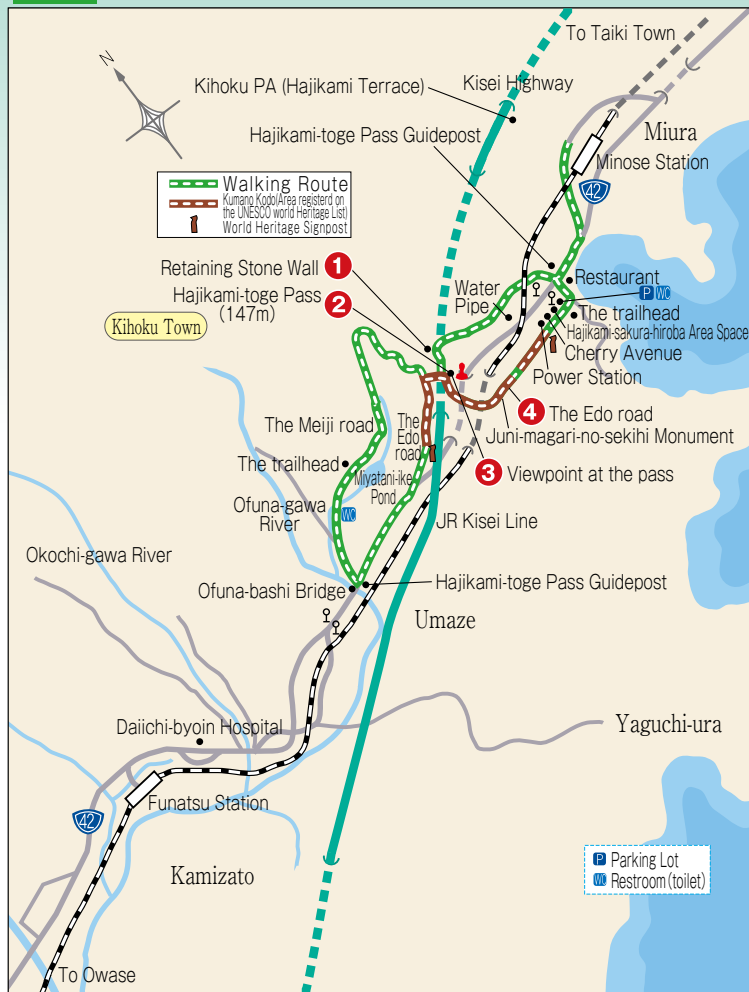 To Taiki Town
N
Kihoku PA (Hajikami Terrace)
Kisei Highway
Hajikami-toge Pass Guidepost
Miura
Minose Station
42
Walking Route
Kumano Kodo(Area registerd on
the UNESCO world Heritage List)
World Heritage Signpost
Retaining Stone Wall 1
Hajikami-toge Pass 2
(147m)
Water
Pipe
Restaurant
P WC
The trailhead
Hajikami-sakura-hiroba Area Space
Cherry Avenue
Power Station
Kihoku Town
4 The Edo road
Juni-magari-no-sekihi Monument
The Meiji road
The
Edo
road
3 Viewpoint at the pass
The trailhead
Miyatani-ike
Pond
Ofuna-gawa
River
WC
JR Kisei Line
Okochi-gawa River
Ofuna-bashi Bridge
Hajikami-toge Pass Guidepost
Umaze
Daiichi-byoin Hospital
Yaguchi-ura
Funatsu Station
42
Kamizato
P Parking Lot
WC Restroom(toilet)
To Owase